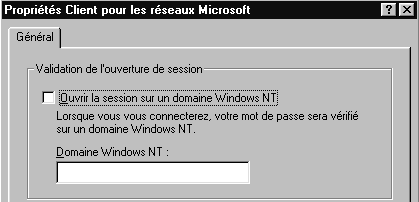 Propriétés Client pour les réseaux Microsoft
Général
Validation de l'ouverture de session
Ouvrir la session sur un domaine Windows NT
Lorsque vous vous connecterez, votre mot de passe sera vérifié
sur un domaine Windows NT.
Domaine Windows NT :